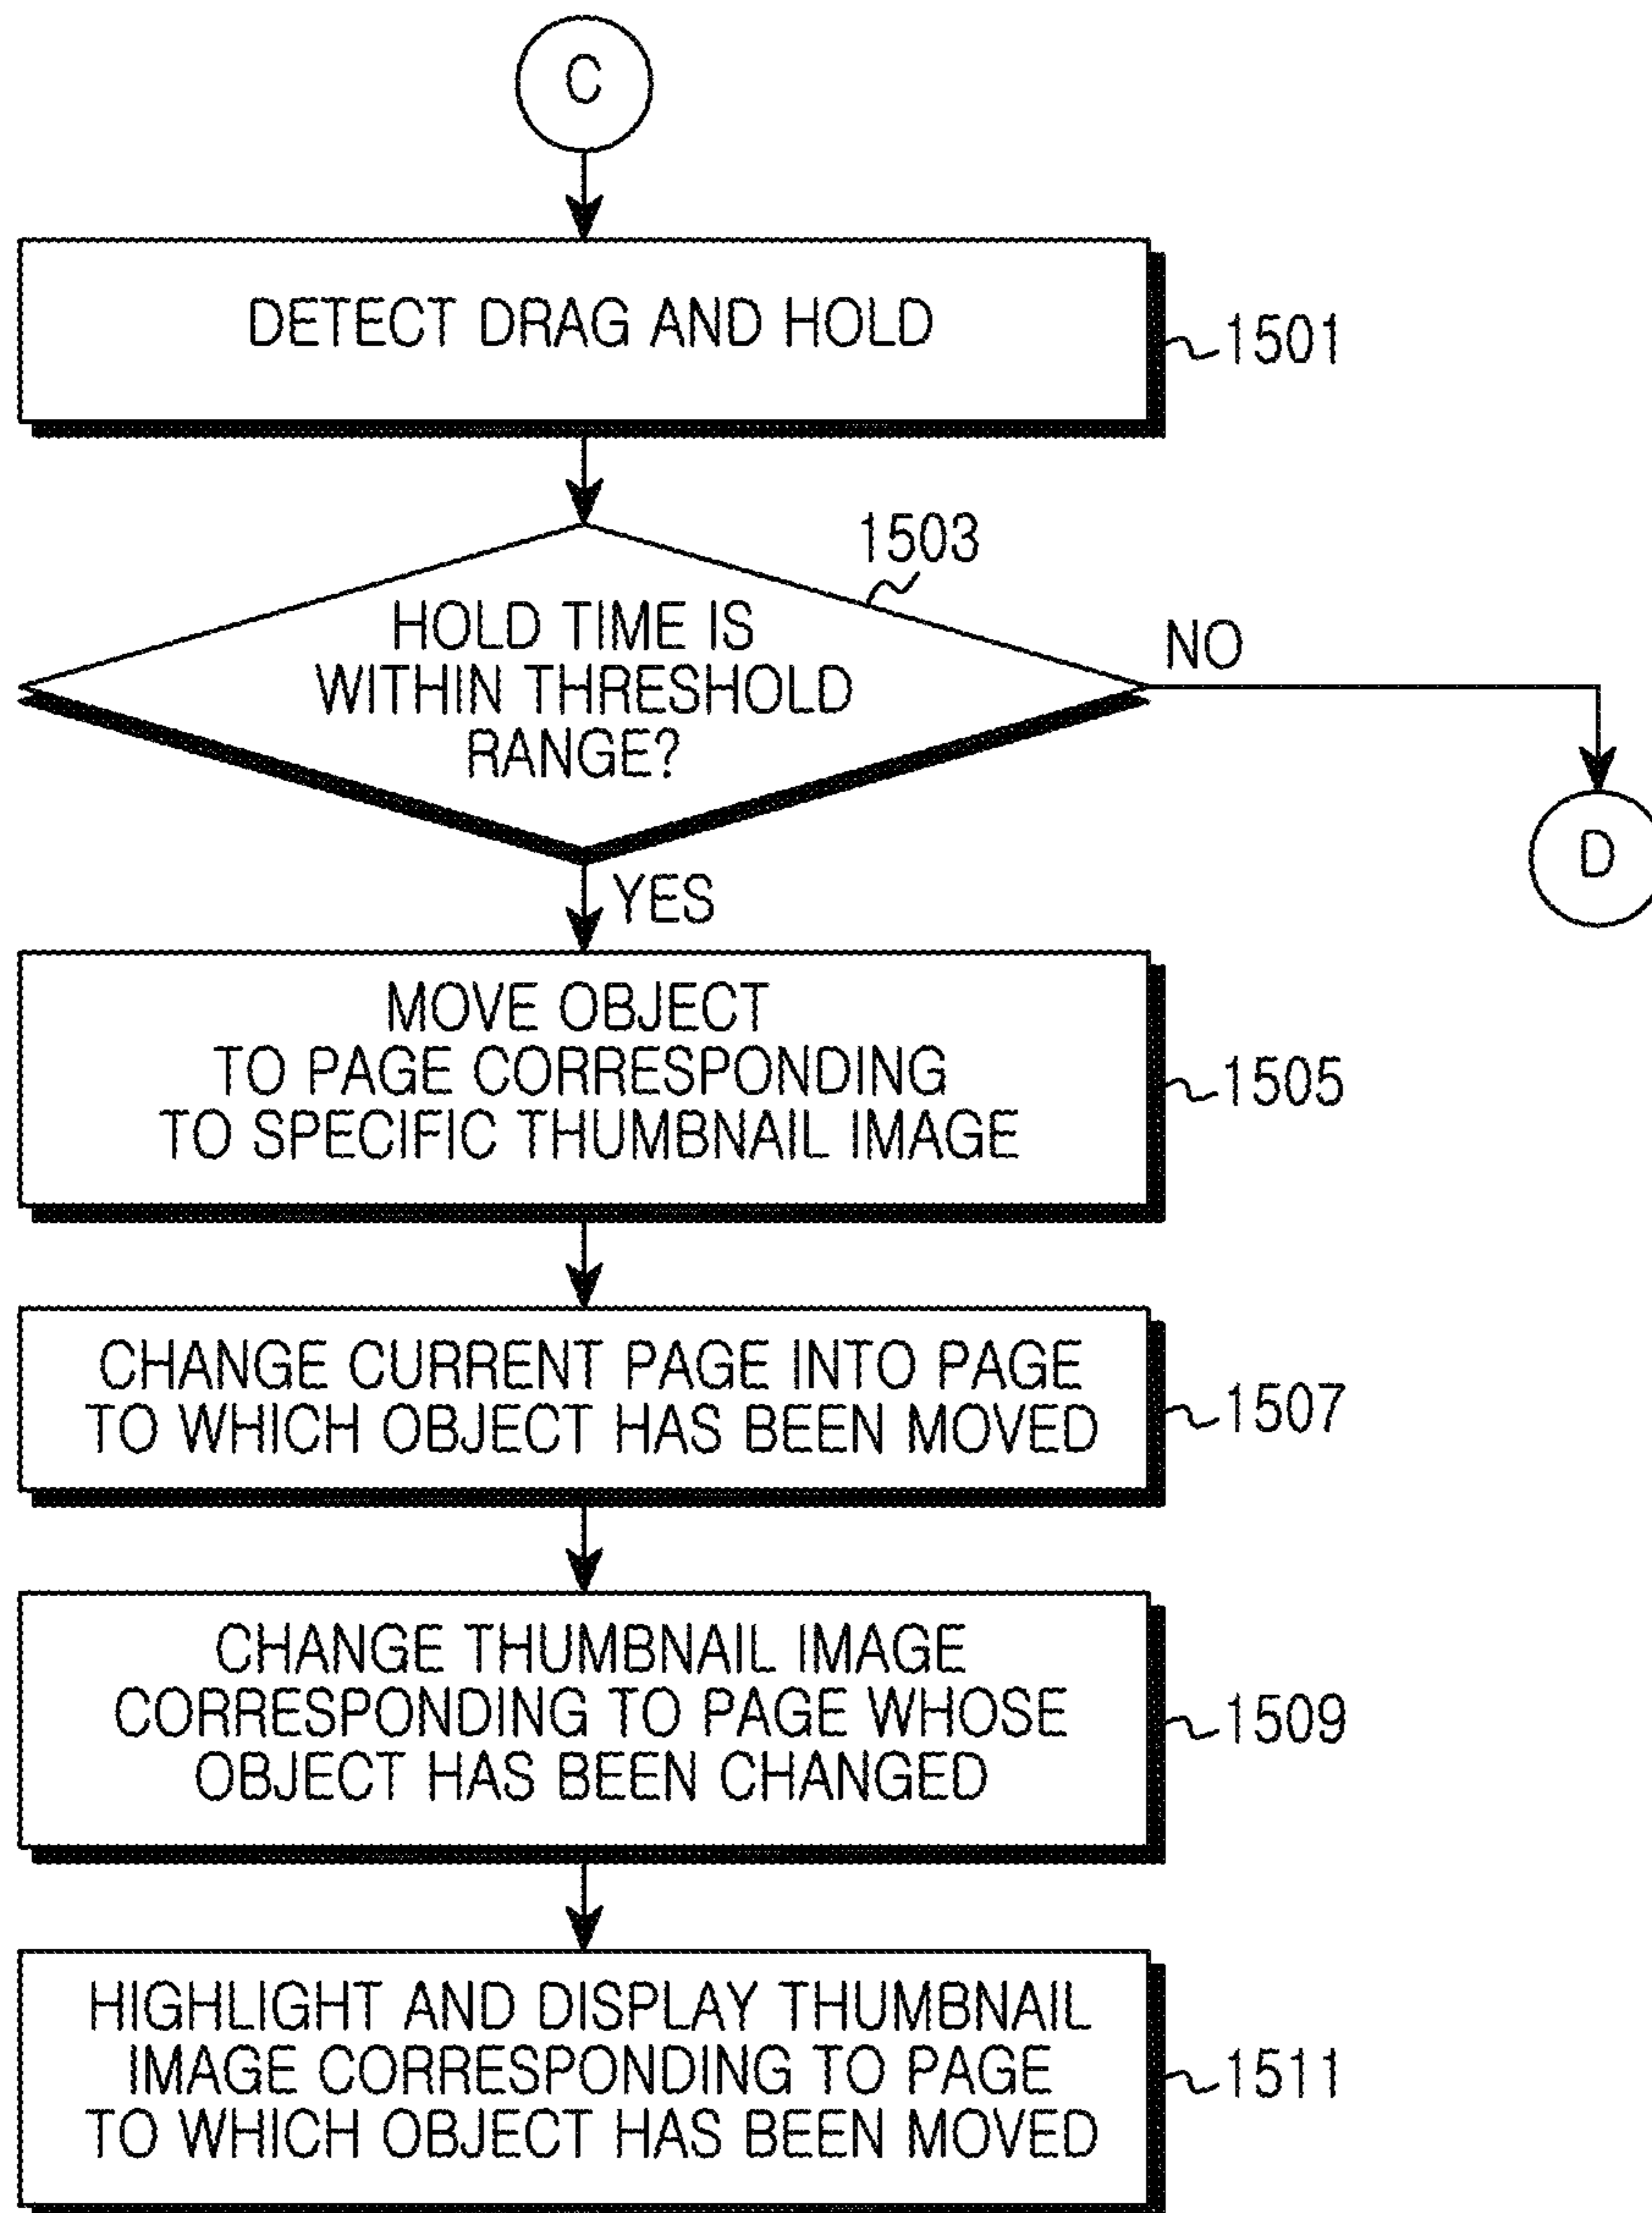 C
DETECT DRAG AND HOLD
1501
1503
HOLD TIME IS
WITHIN THRESHOLD
RANGE?
NO
D
YES
MOVE OBJECT
TO PAGE CORRESPONDING
TO SPECIFIC THUMBNAIL IMAGE
1505
CHANGE CURRENT PAGE INTO PAGE
TO WHICH OBJECT HAS BEEN MOVED
1507
CHANGE THUMBNAIL IMAGE
CORRESPONDING TO PAGE WHOSE
OBJECT HAS BEEN CHANGED
1509
HIGHLIGHT AND DISPLAY THUMBNAIL
IMAGE CORRESPONDING TO PAGE
TO WHICH OBJECT HAS BEEN MOVED
1511